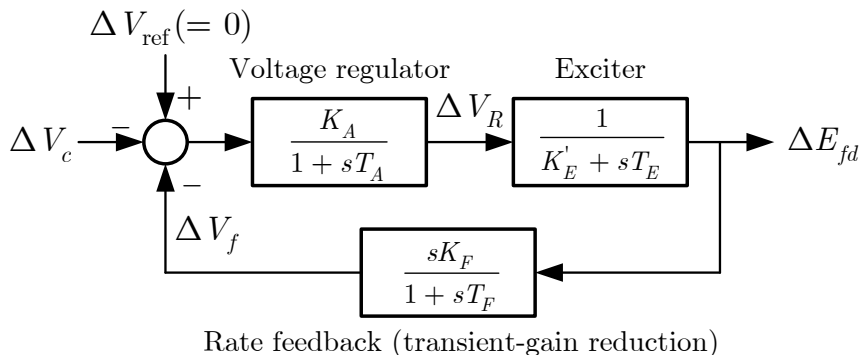 ΔV_ref(= 0)
Voltage regulator
Exciter
+
−
ΔV_c
K_A
1 + sT_A
ΔV_R
1
K'_E + sT_E
ΔE_fd
−
ΔV_f
sK_F
1 + sT_F
Rate feedback (transient-gain reduction)